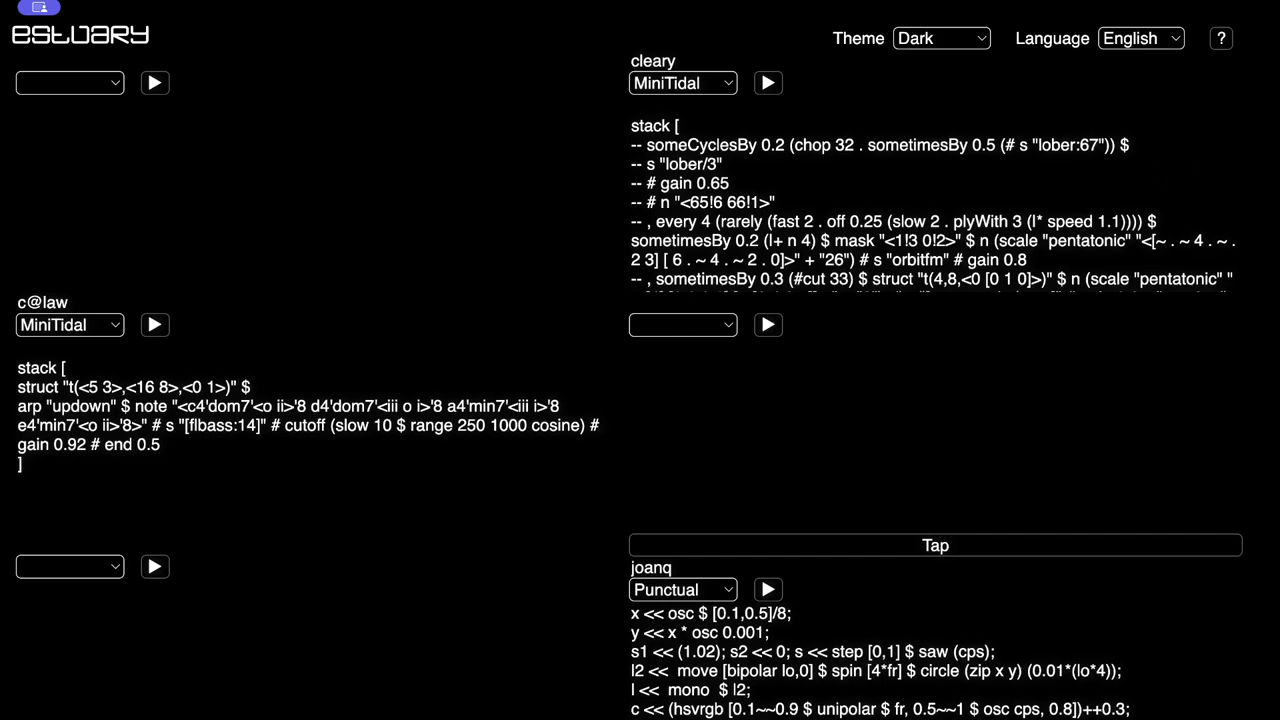 estuary
Theme Dark Language English ?
cleary
MiniTidal
stack [
-- someCyclesBy 0.2 (chop 32 . sometimesBy 0.5 (# s "lober:67")) $
-- s "lober/3"
-- # gain 0.65
-- # n "<65!6 66!1>"
-- , every 4 (rarely (fast 2 . off 0.25 (slow 2 . plyWith 3 (|* speed 1.1)))) $
sometimesBy 0.2 (|+ n 4) $ mask "<1!3 0!2>" $ n (scale "pentatonic" "<[~ . ~ 4 . ~ .
2 3] [ 6 . ~ 4 . ~ 2 . 0]>" + "26") # s "orbitfm" # gain 0.8
-- , sometimesBy 0.3 (#cut 33) $ struct "t(4,8,<0 [0 1 0]>)" $ n (scale "pentatonic" "
c@law
MiniTidal
stack [
struct "t(<5 3>,<16 8>,<0 1>)" $
arp "updown" $ note "<c4'dom7'<o ii>'8 d4'dom7'<iii o i>'8 a4'min7'<iii i>'8
e4'min7'<o ii>'8>" # s "[flbass:14]" # cutoff (slow 10 $ range 250 1000 cosine) #
gain 0.92 # end 0.5
]
Tap
joanq
Punctual
x << osc $ [0.1,0.5]/8;
y << x * osc 0.001;
s1 << (1.02); s2 << 0; s << step [0,1] $ saw (cps);
l2 << move [bipolar lo,0] $ spin [4*fr] $ circle (zip x y) (0.01*(lo*4));
l << mono $ l2;
c << (hsvrgb [0.1~~0.9 $ unipolar $ fr, 0.5~~1 $ osc cps, 0.8])++0.3;